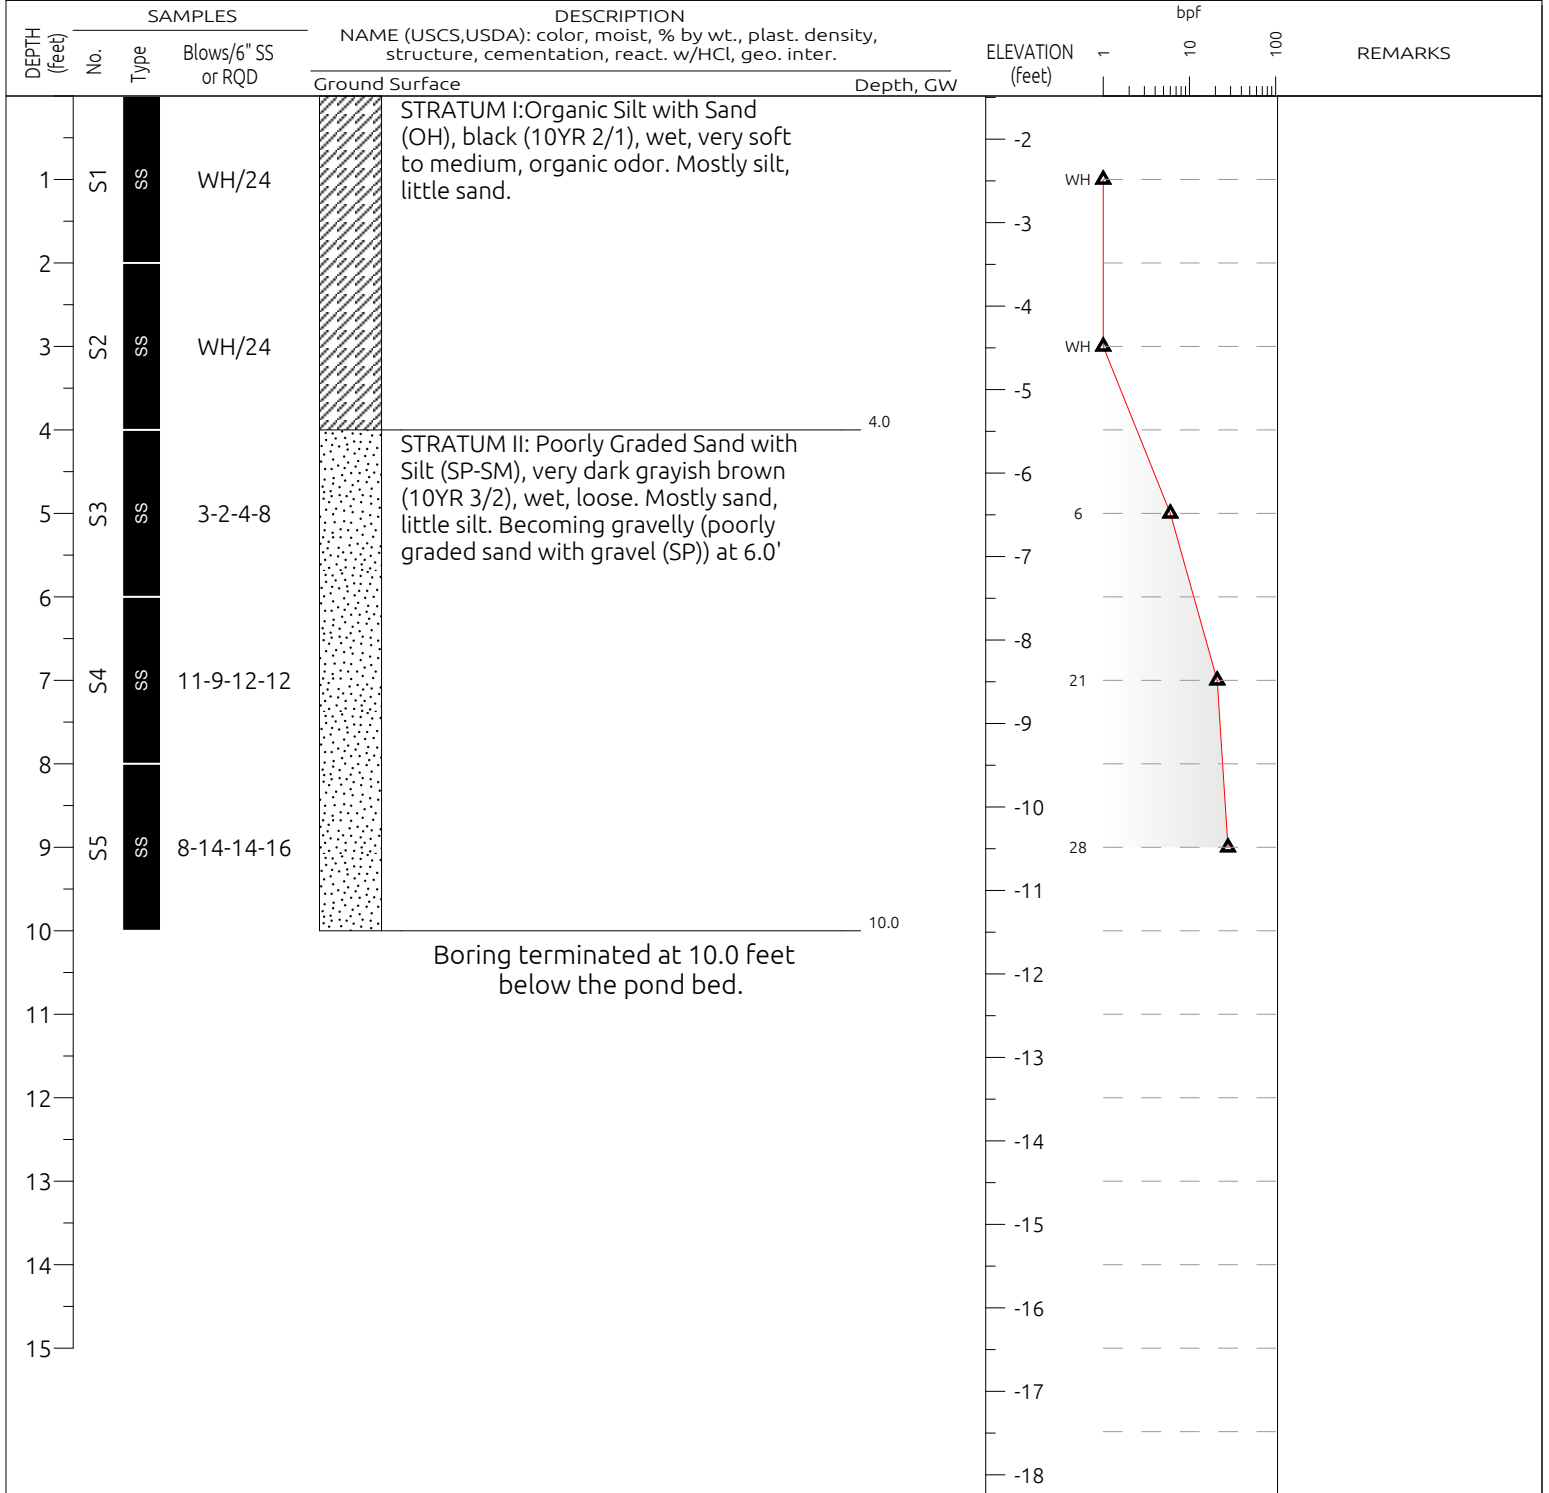 SAMPLES
DESCRIPTION
bpf
DEPTH
(feet)
No.
Type
Blows/6" SS
or RQD
NAME (USCS,USDA): color, moist, % by wt., plast. density,
structure, cementation, react. w/HCl, geo. inter.
Ground Surface
Depth, GW
ELEVATION
(feet)
1
10
100
REMARKS
STRATUM I:Organic Silt with Sand
(OH), black (10YR 2/1), wet, very soft
to medium, organic odor. Mostly silt,
little sand.
-2
1
S1
SS
WH/24
WH
-3
2
-4
3
S2
SS
WH/24
WH
-5
4.0
4
STRATUM II: Poorly Graded Sand with
Silt (SP-SM), very dark grayish brown
(10YR 3/2), wet, loose. Mostly sand,
little silt. Becoming gravelly (poorly
graded sand with gravel (SP)) at 6.0'
-6
5
S3
SS
3-2-4-8
6
-7
6
-8
7
S4
SS
11-9-12-12
21
-9
8
-10
9
S5
SS
8-14-14-16
28
-11
10.0
10
Boring terminated at 10.0 feet
below the pond bed.
-12
11
-13
12
-14
13
-15
14
-16
15
-17
-18